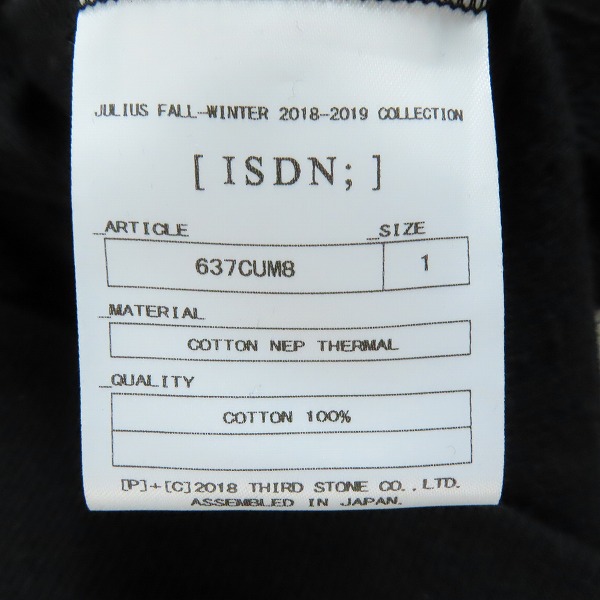 JULIUS FALL-WINTER 2018-2019 COLLECTION
[ ISDN; ]
_ARTICLE _SIZE
637CUM8 1
_MATERIAL
COTTON NEP THERMAL
_QUALITY
COTTON 100%
[P]+[C]2018 THIRD STONE CO.,LTD.
ASSEMBLED IN JAPAN.